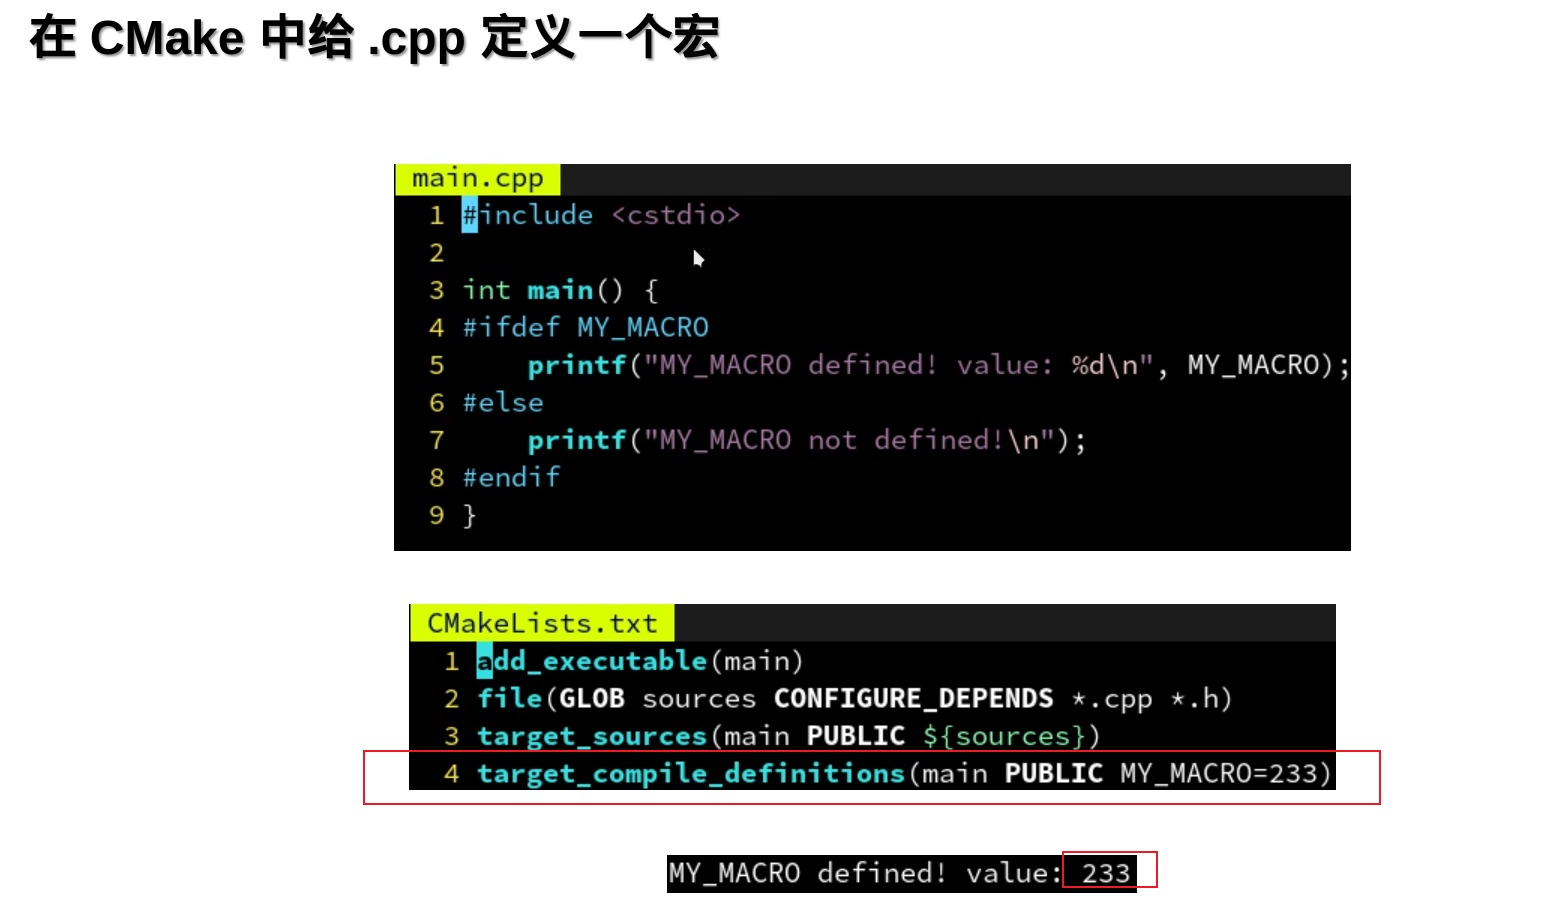 在 CMake 中给 .cpp 定义一个宏
main.cpp
1 #include <cstdio>
2
3 int main() {
4 #ifdef MY_MACRO
5     printf("MY_MACRO defined! value: %d\n", MY_MACRO);
6 #else
7     printf("MY_MACRO not defined!\n");
8 #endif
9 }
CMakeLists.txt
1 add_executable(main)
2 file(GLOB sources CONFIGURE_DEPENDS *.cpp *.h)
3 target_sources(main PUBLIC ${sources})
4 target_compile_definitions(main PUBLIC MY_MACRO=233)
MY_MACRO defined! value: 233